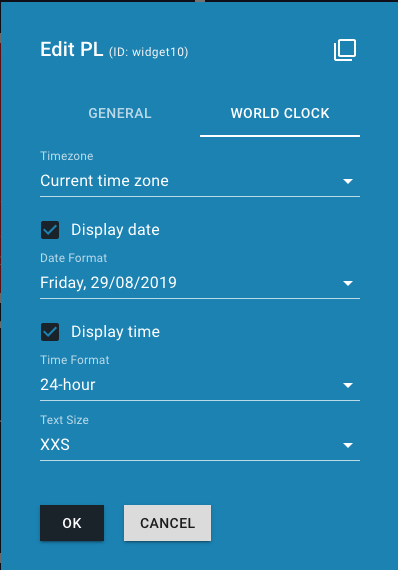 Edit PL (ID: widget10)
GENERAL WORLD CLOCK
Timezone
Current time zone
Display date
Date Format
Friday, 29/08/2019
Display time
Time Format
24-hour
Text Size
XXS
OK CANCEL